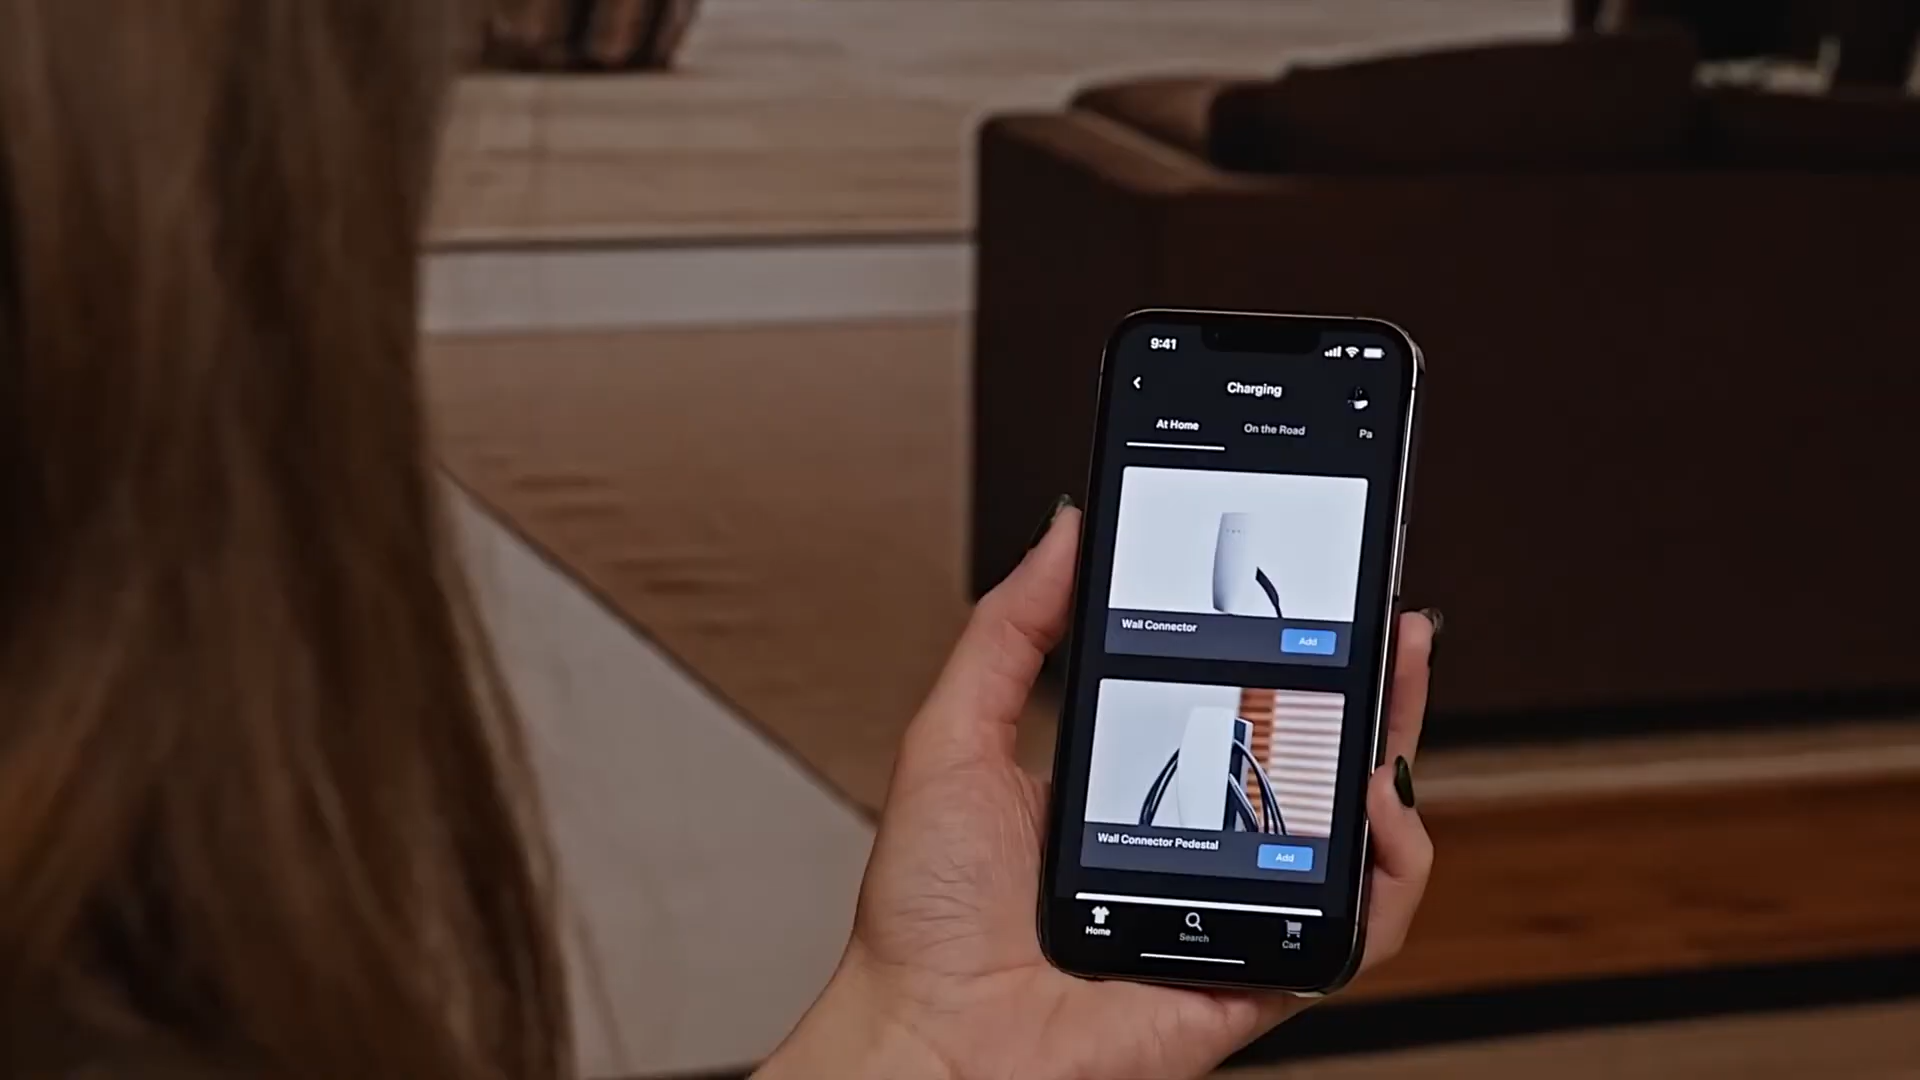 9:41
Charging
At Home On the Road Pa
Wall Connector
Add
Wall Connector Pedestal
Add
Home Search Cart